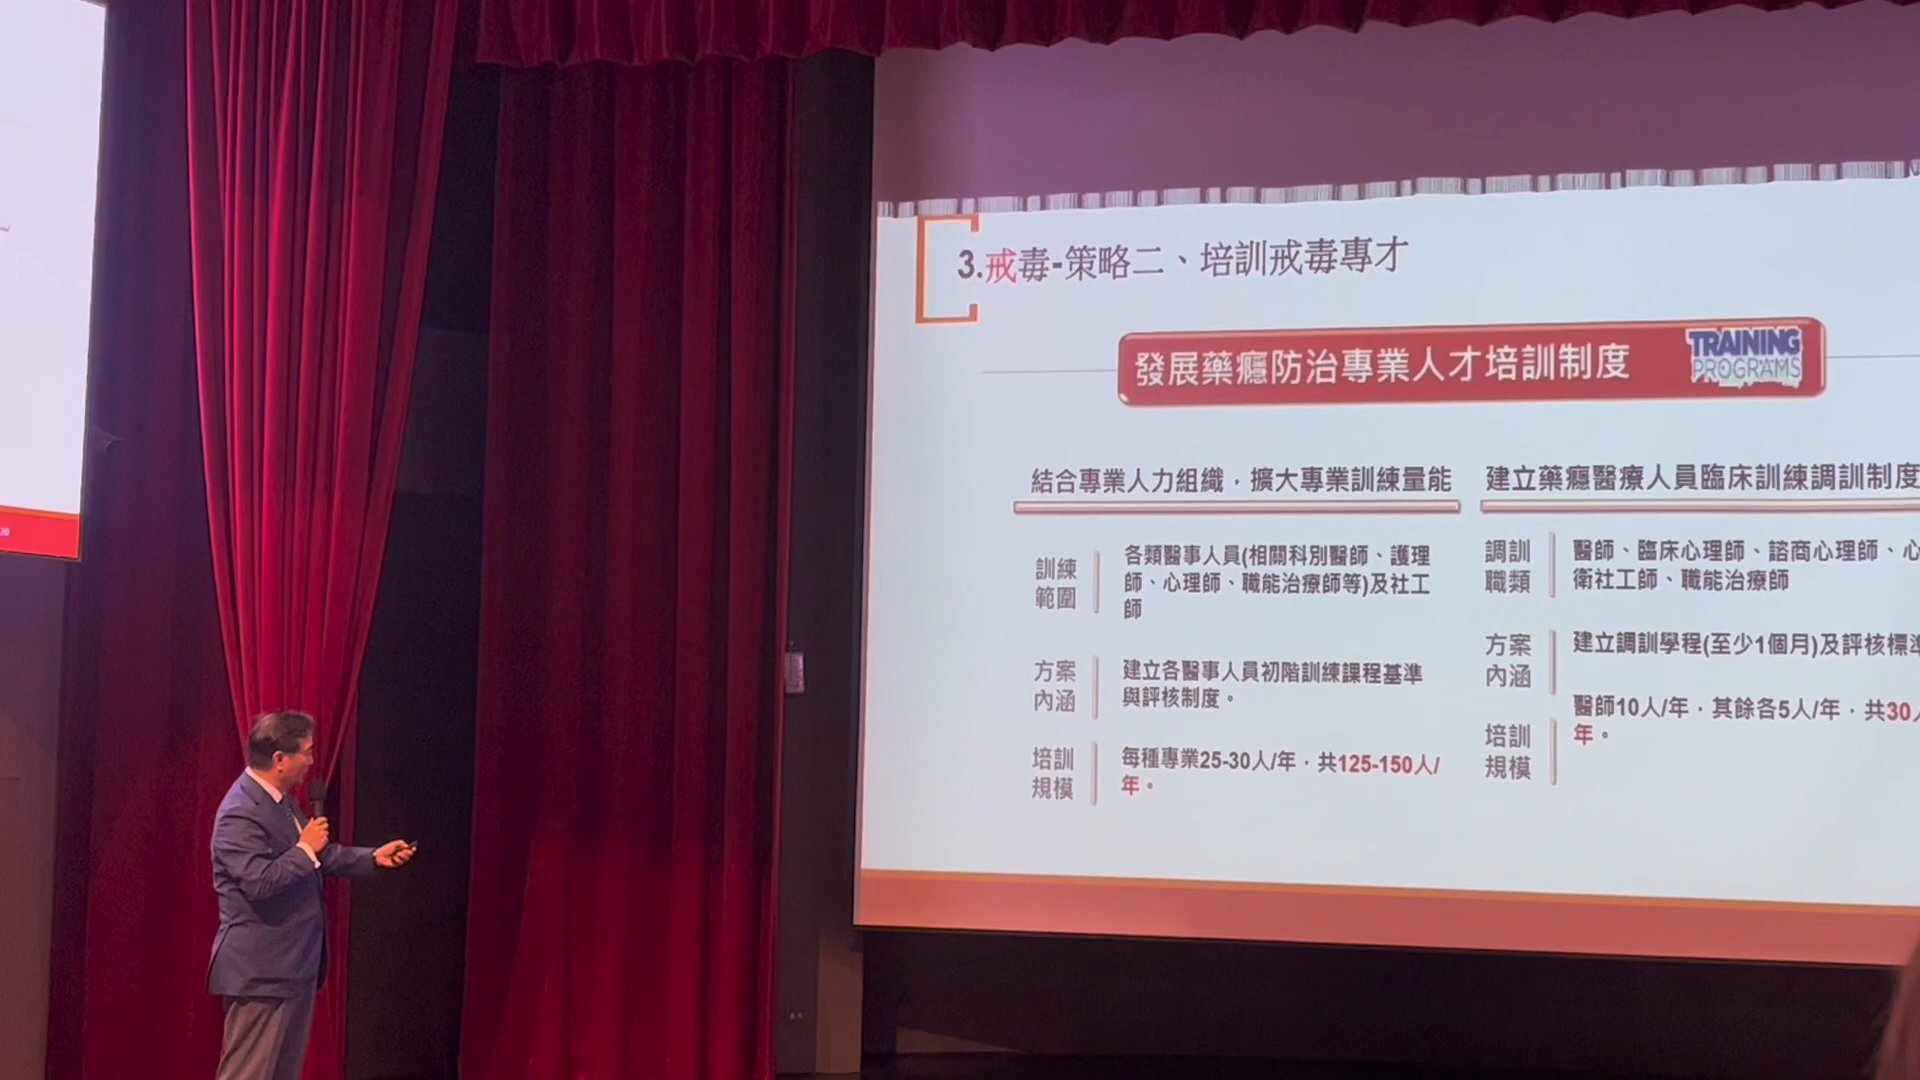 3.戒毒-策略二、培訓戒毒專才
發展藥癮防治專業人才培訓制度
TRAINING
PROGRAMS
結合專業人力組織，擴大專業訓練量能
訓練
範圍
各類醫事人員(相關科別醫師、護理
師、心理師、職能治療師等)及社工
師
方案
內涵
建立各醫事人員初階訓練課程基準
與評核制度。
培訓
規模
每種專業25-30人/年，共125-150人/
年。
建立藥癮醫療人員臨床訓練調訓制度
調訓
職類
醫師、臨床心理師、諮商心理師、心
衛社工師、職能治療師
方案
內涵
建立調訓學程(至少1個月)及評核標準
培訓
規模
醫師10人/年，其餘各5人/年，共30人
年。